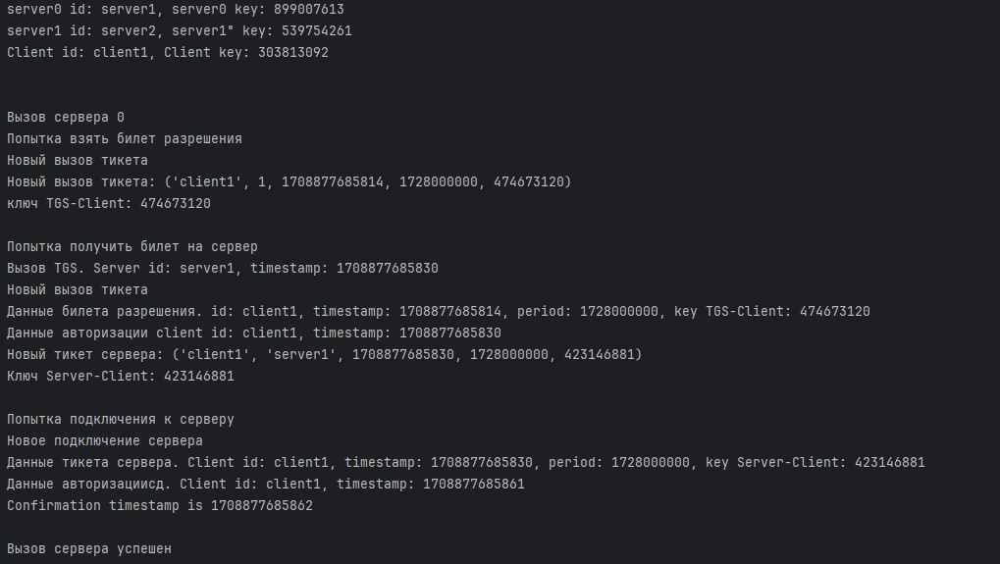 server0 id: server1, server0 key: 899007613
server1 id: server2, server1" key: 539754261
Client id: client1, Client key: 303813092
Вызов сервера 0
Попытка взять билет разрешения
Новый вызов тикета
Новый вызов тикета: ('client1', 1, 1708877685814, 1728000000, 474673120)
ключ TGS-Client: 474673120
Попытка получить билет на сервер
Вызов TGS. Server id: server1, timestamp: 1708877685830
Новый вызов тикета
Данные билета разрешения. id: client1, timestamp: 1708877685814, period: 1728000000, key TGS-Client: 474673120
Данные авторизации client id: client1, timestamp: 1708877685830
Новый тикет сервера: ('client1', 'server1', 1708877685830, 1728000000, 423146881)
Ключ Server-Client: 423146881
Попытка подключения к серверу
Новое подключение сервера
Данные тикета сервера. Client id: client1, timestamp: 1708877685830, period: 1728000000, key Server-Client: 423146881
Данные авторизациисд. Client id: client1, timestamp: 1708877685861
Confirmation timestamp is 1708877685862
Вызов сервера успешен